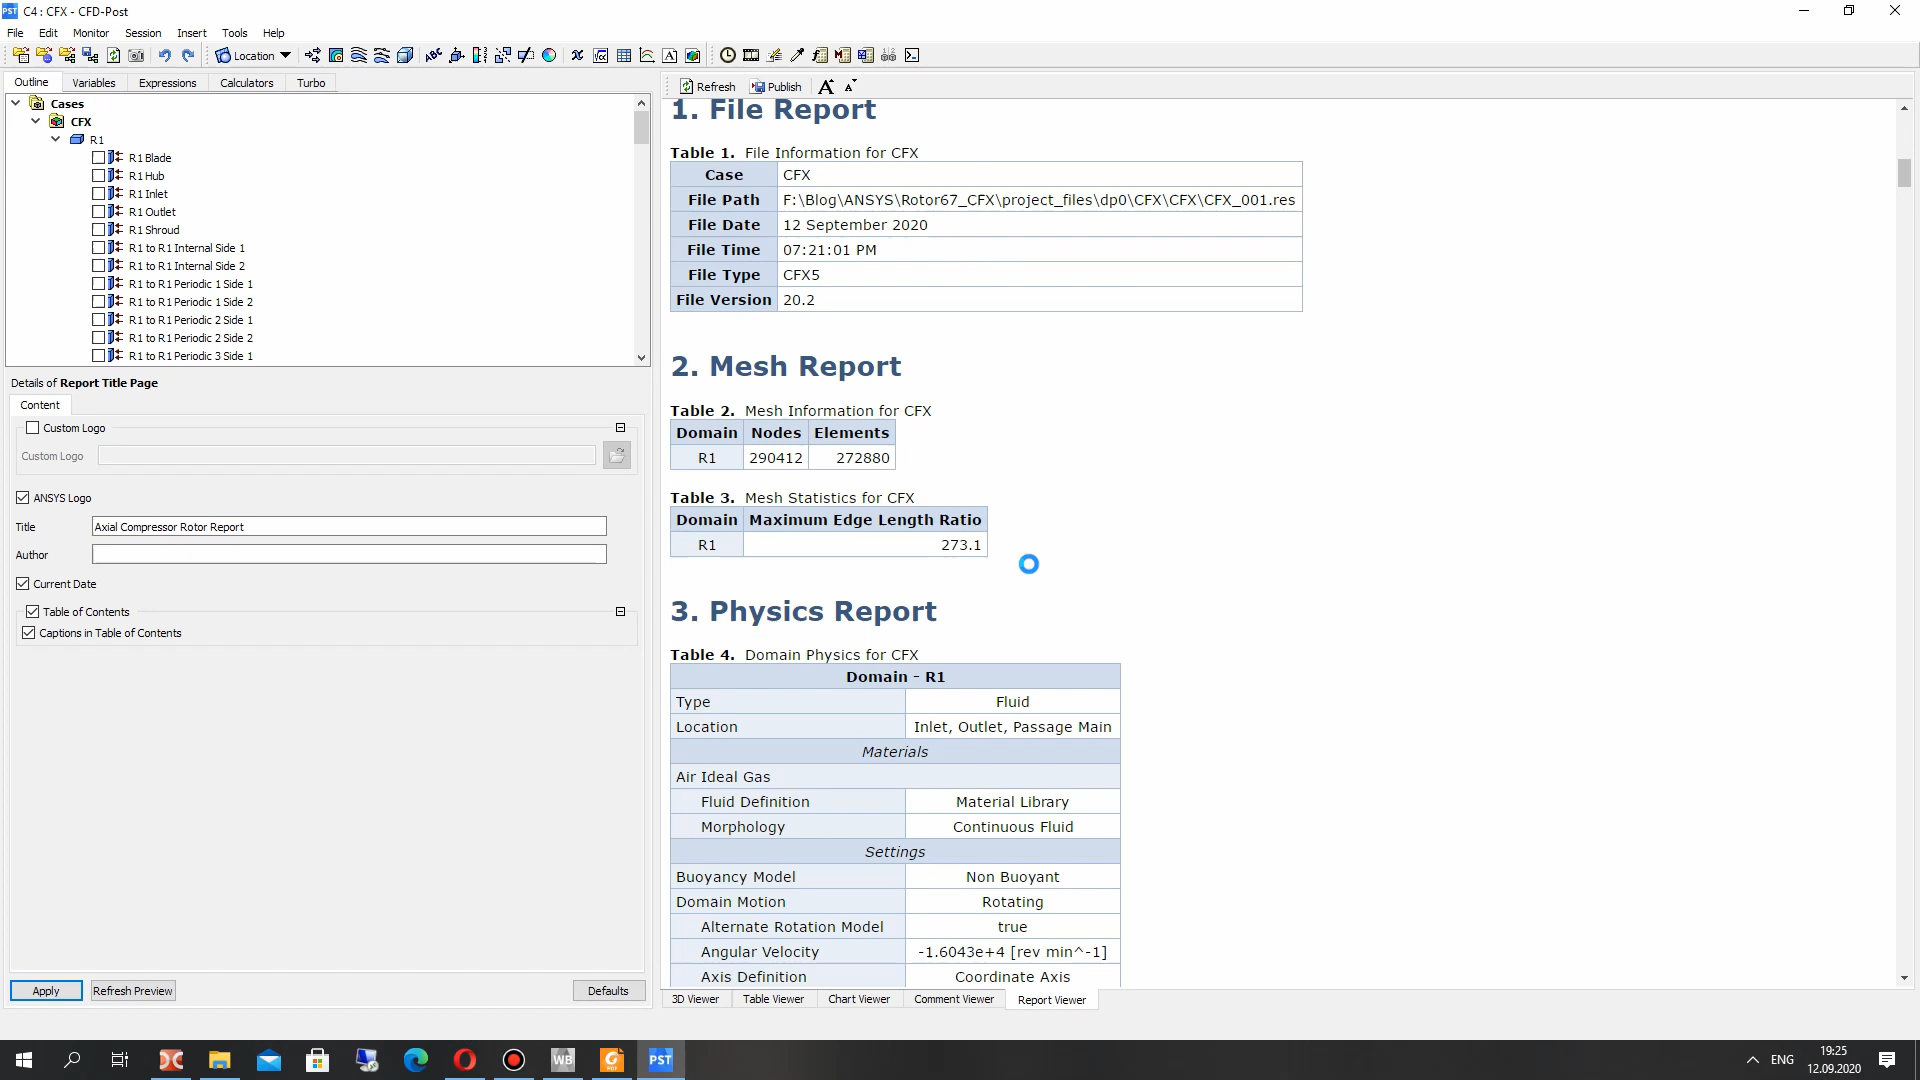 PST C4 : CFX - CFD-Post
File Edit Monitor Session Insert Tools Help
Location
Outline Variables Expressions Calculators Turbo
Cases
CFX
R1
R1 Blade
R1 Hub
R1 Inlet
R1 Outlet
R1 Shroud
R1 to R1 Internal Side 1
R1 to R1 Internal Side 2
R1 to R1 Periodic 1 Side 1
R1 to R1 Periodic 1 Side 2
R1 to R1 Periodic 2 Side 1
R1 to R1 Periodic 2 Side 2
R1 to R1 Periodic 3 Side 1
Details of Report Title Page
Content
Custom Logo
Custom Logo
ANSYS Logo
Title Axial Compressor Rotor Report
Author
Current Date
Table of Contents
Captions in Table of Contents
Apply Refresh Preview Defaults
Refresh Publish A A
1. File Report
Table 1. File Information for CFX
Case CFX
File Path F:\Blog\ANSYS\Rotor67_CFX\project_files\dp0\CFX\CFX\CFX_001.res
File Date 12 September 2020
File Time 07:21:01 PM
File Type CFX5
File Version 20.2
2. Mesh Report
Table 2. Mesh Information for CFX
Domain Nodes Elements
R1 290412 272880
Table 3. Mesh Statistics for CFX
Domain Maximum Edge Length Ratio
R1 273.1
3. Physics Report
Table 4. Domain Physics for CFX
Domain - R1
Type Fluid
Location Inlet, Outlet, Passage Main
Materials
Air Ideal Gas
Fluid Definition Material Library
Morphology Continuous Fluid
Settings
Buoyancy Model Non Buoyant
Domain Motion Rotating
Alternate Rotation Model true
Angular Velocity -1.6043e+4 [rev min^-1]
Axis Definition Coordinate Axis
3D Viewer Table Viewer Chart Viewer Comment Viewer Report Viewer
WB PST
ENG 19:25
12.09.2020